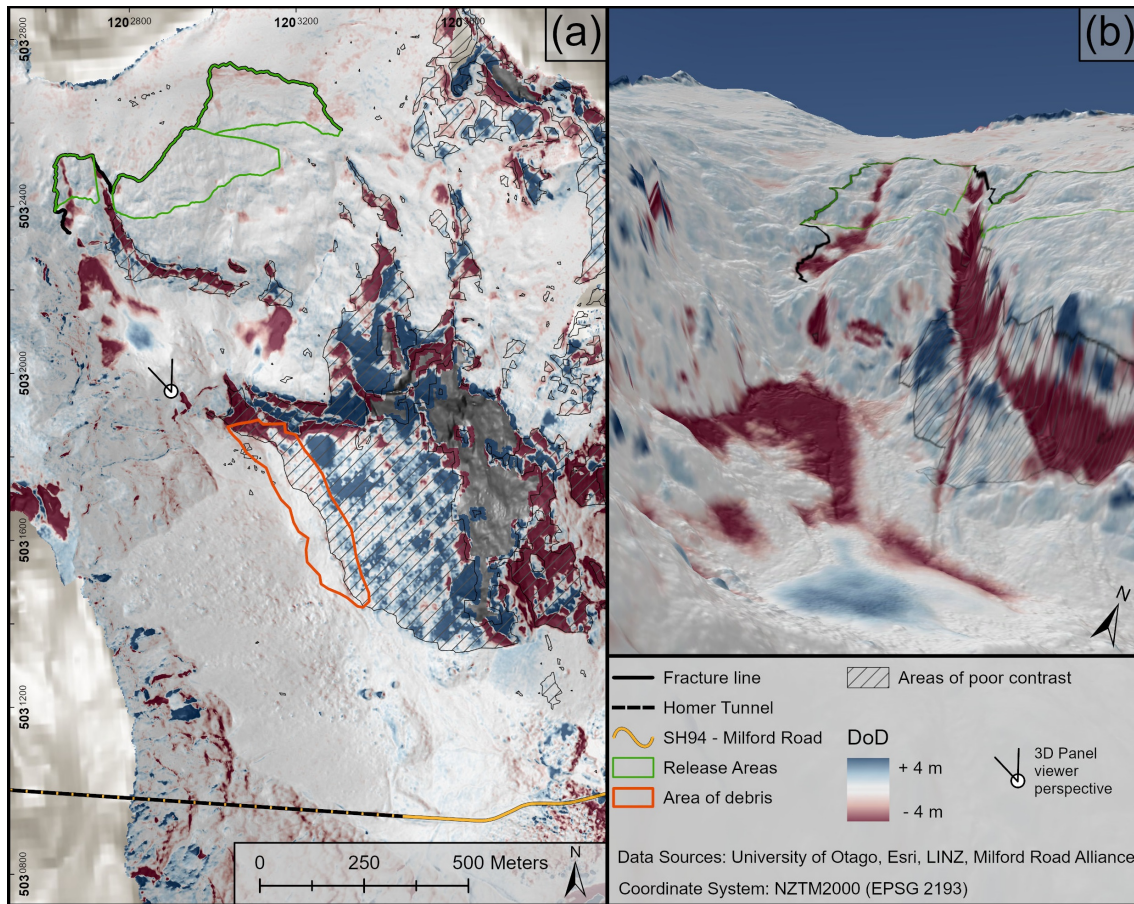 120 2800
120 3200
120 3600
(a)
(b)
503 2800
503 2400
503 2000
503 1600
503 1200
503 0800
0 250 500 Meters
N
N
Fracture line
Areas of poor contrast
Homer Tunnel
SH94 - Milford Road
DoD
Release Areas
+ 4 m
3D Panel
viewer
perspective
Area of debris
- 4 m
Data Sources: University of Otago, Esri, LINZ, Milford Road Alliance
Coordinate System: NZTM2000 (EPSG 2193)